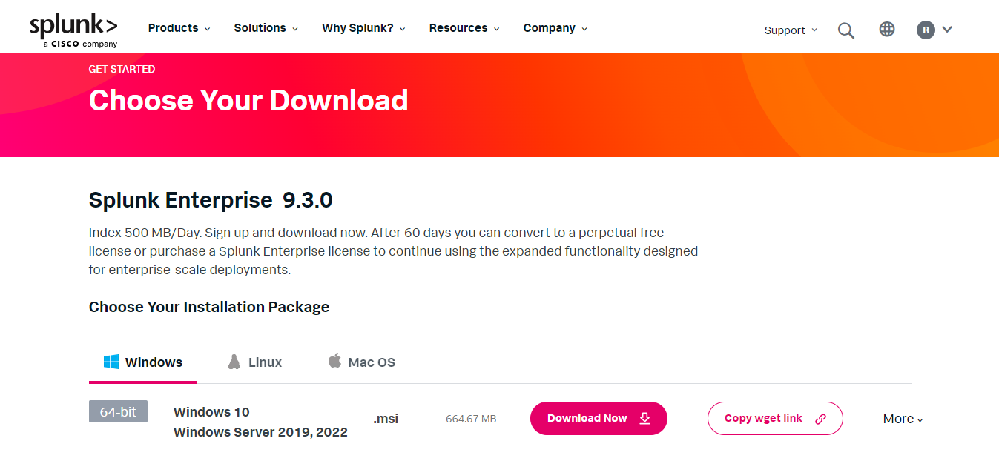 splunk>
a CISCO company
Products
Solutions
Why Splunk?
Resources
Company
Support
R
GET STARTED
Choose Your Download
Splunk Enterprise 9.3.0
Index 500 MB/Day. Sign up and download now. After 60 days you can convert to a perpetual free
license or purchase a Splunk Enterprise license to continue using the expanded functionality designed
for enterprise-scale deployments.
Choose Your Installation Package
Windows
Linux
Mac OS
64-bit
Windows 10
Windows Server 2019, 2022
.msi
664.67 MB
Download Now
Copy wget link
More